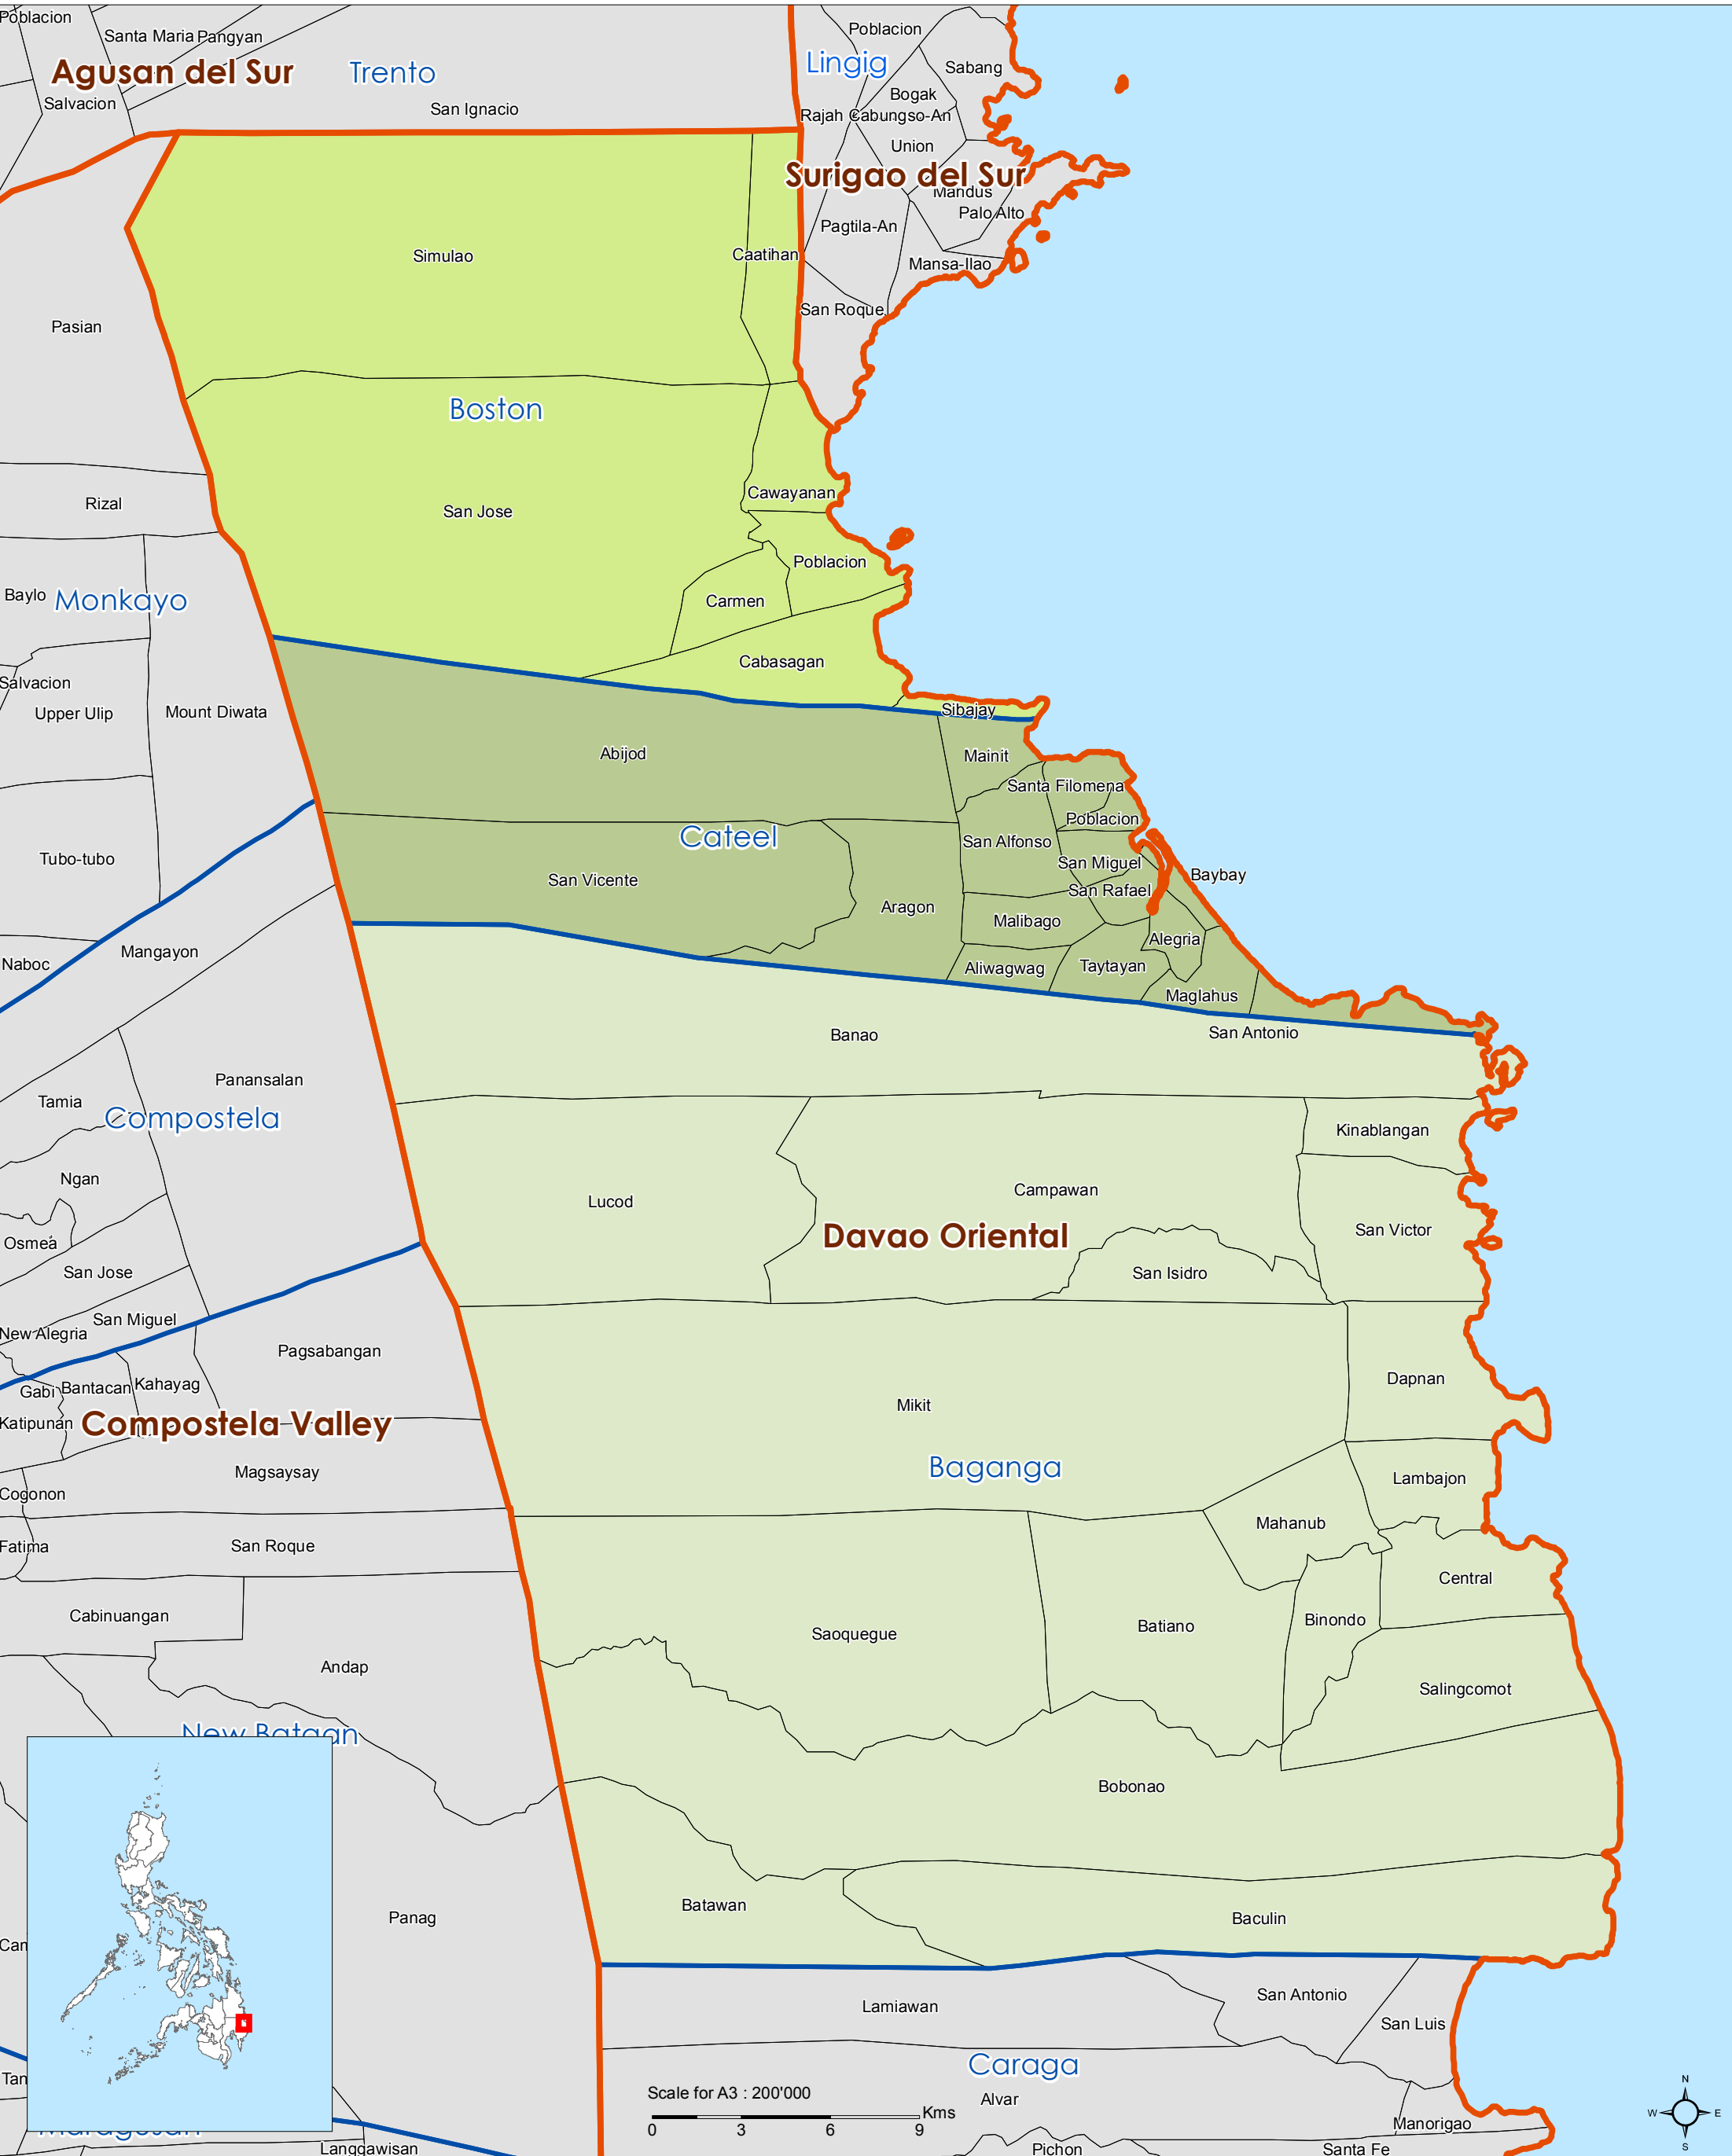 Poblacion
Santa Maria
Pangyan
Agusan del Sur
Trento
Salvacion
San Ignacio
Poblacion
Lingig
Sabang
Bogak
Rajah Cabungso-An
Union
Surigao del Sur
Mandus
Palo Alto
Pagtila-An
Mansa-Ilao
San Roque
Simulao
Caatihan
Pasian
Boston
Rizal
San Jose
Cawayanan
Poblacion
Carmen
Baylo
Monkayo
Cabasagan
Salvacion
Upper Ulip
Mount Diwata
Sibajay
Abijod
Mainit
Santa Filomena
Poblacion
Cateel
San Alfonso
Tubo-tubo
San Miguel
San Vicente
Baybay
San Rafael
Aragon
Malibago
Alegria
Mangayon
Naboc
Aliwagwag
Taytayan
Maglahus
Banao
San Antonio
Panansalan
Tamia
Compostela
Kinablangan
Ngan
Lucod
Campawan
Davao Oriental
San Victor
Osmeá
San Jose
San Isidro
San Miguel
New Alegria
Pagsabangan
Dapnan
Gabi
Bantacan
Kahayag
Mikit
Katipunan
Compostela Valley
Baganga
Magsaysay
Lambajon
Cogonon
Mahanub
Fatima
San Roque
Central
Cabinuangan
Binondo
Saoquegue
Batiano
Andap
Salingcomot
New Bataan
Bobonao
Batawan
Panag
Baculin
Can
Lamiawan
San Antonio
San Luis
Caraga
Tan
Scale for A3 : 200'000
Alvar
Kms
0 3 6 9
Manorigao
Maragusan
Langgawisan
Pichon
Santa Fe
N
W E
S